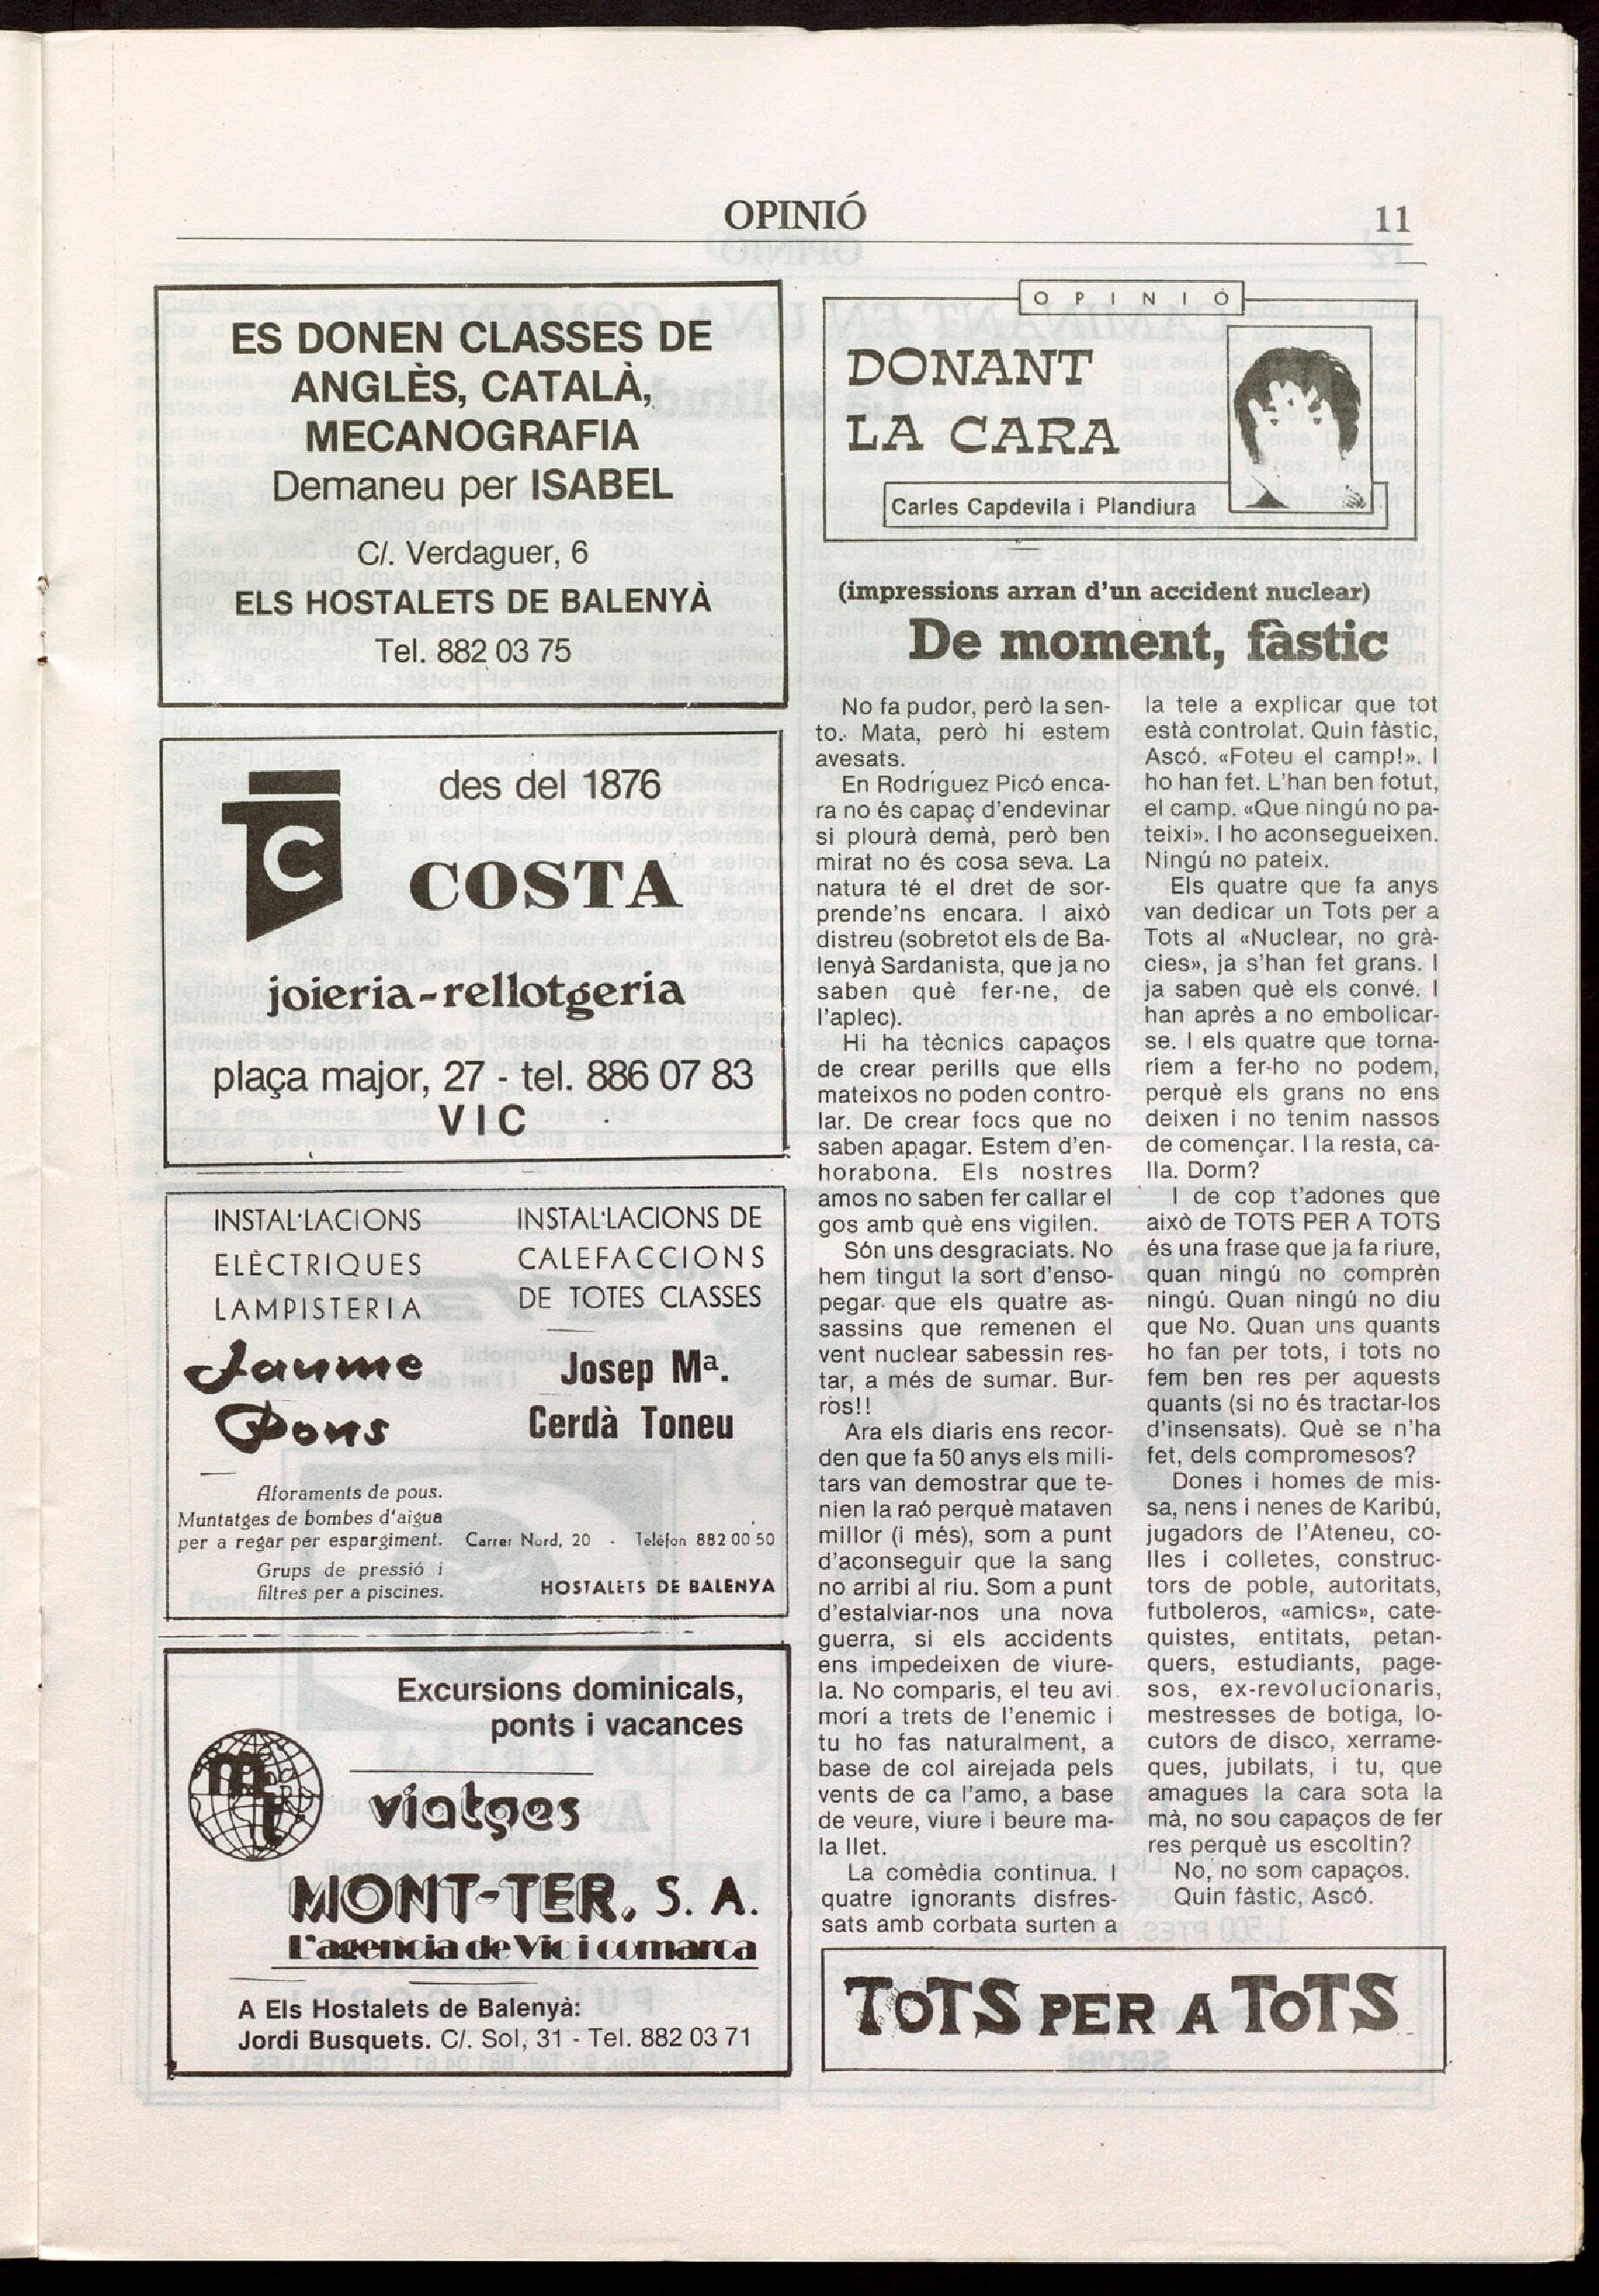 OPINIÓ
11
ES DONEN CLASSES DE
ANGLÈS, CATALÀ,
MECANOGRAFIA
Demaneu per ISABEL
C/. Verdaguer, 6
ELS HOSTALETS DE BALENYÀ
Tel. 882 03 75
des del 1876
C
COSTA
joieria-rellotgeria
plaça major, 27 - tel. 886 07 83
VIC
INSTAL·LACIONS
ELÈCTRIQUES
LAMPISTERIA
Jaume
Pons
Aforaments de pous.
Muntatges de bombes d'aigua
per a regar per espargiment.
Grups de pressió i
filtres per a piscines.
INSTAL·LACIONS DE
CALEFACCIONS
DE TOTES CLASSES
Josep Mª.
Cerdà Toneu
Carrer Nord, 20 - Telèfon 882 00 50
HOSTALETS DE BALENYA
Excursions dominicals,
ponts i vacances
mt
viatges
MONT-TER, S. A.
L'agencia de Vic i comarca
A Els Hostalets de Balenyà:
Jordi Busquets. C/. Sol, 31 - Tel. 882 03 71
OPINIÓ
DONANT
LA CARA
Carles Capdevila i Plandiura
(impressions arran d'un accident nuclear)
De moment, fàstic
No fa pudor, però la sen-
to. Mata, però hi estem
avesats.
En Rodríguez Picó enca-
ra no és capaç d'endevinar
si plourà demà, però ben
mirat no és cosa seva. La
natura té el dret de sor-
prende'ns encara. I això
distreu (sobretot els de Ba-
lenyà Sardanista, que ja no
saben què fer-ne, de
l'aplec).
Hi ha tècnics capaços
de crear perills que ells
mateixos no poden contro-
lar. De crear focs que no
saben apagar. Estem d'en-
horabona. Els nostres
amos no saben fer callar el
gos amb què ens vigilen.
Són uns desgraciats. No
hem tingut la sort d'enso-
pegar que els quatre as-
sassins que remenen el
vent nuclear sabessin res-
tar, a més de sumar. Bur-
ros!!
Ara els diaris ens recor-
den que fa 50 anys els mili-
tars van demostrar que te-
nien la raó perquè mataven
millor (i més), som a punt
d'aconseguir que la sang
no arribi al riu. Som a punt
d'estalviar-nos una nova
guerra, si els accidents
ens impedeixen de viure-
la. No comparis, el teu avi
mori a trets de l'enemic i
tu ho fas naturalment, a
base de col airejada pels
vents de ca l'amo, a base
de veure, viure i beure ma-
la llet.
La comèdia continua. I
quatre ignorants disfres-
sats amb corbata surten a
la tele a explicar que tot
està controlat. Quin fàstic,
Ascó. «Foteu el camp!». I
ho han fet. L'han ben fotut,
el camp. «Que ningú no pa-
teixi». I ho aconsegueixen.
Ningú no pateix.
Els quatre que fa anys
van dedicar un Tots per a
Tots al «Nuclear, no grà-
cies», ja s'han fet grans. I
ja saben què els convé. I
han après a no embolicar-
se. I els quatre que torna-
riem a fer-ho no podem,
perquè els grans no ens
deixen i no tenim nassos
de començar. I la resta, ca-
lla. Dorm?
I de cop t'adones que
això de TOTS PER A TOTS
és una frase que ja fa riure,
quan ningú no comprèn
ningú. Quan ningú no diu
que No. Quan uns quants
ho fan per tots, i tots no
fem ben res per aquests
quants (si no és tractar-los
d'insensats). Què se n'ha
fet, dels compromesos?
Dones i homes de mis-
sa, nens i nenes de Karibú,
jugadors de l'Ateneu, co-
lles i colletes, construc-
tors de poble, autoritats,
futboleros, «amics», cate-
quistes, entitats, petan-
quers, estudiants, page-
sos, ex-revolucionaris,
mestresses de botiga, lo-
cutors de disco, xerrame-
ques, jubilats, i tu, que
amagues la cara sota la
mà, no sou capaços de fer
res perquè us escoltin?
No, no som capaços.
Quin fàstic, Ascó.
TOTS PER A TOTS